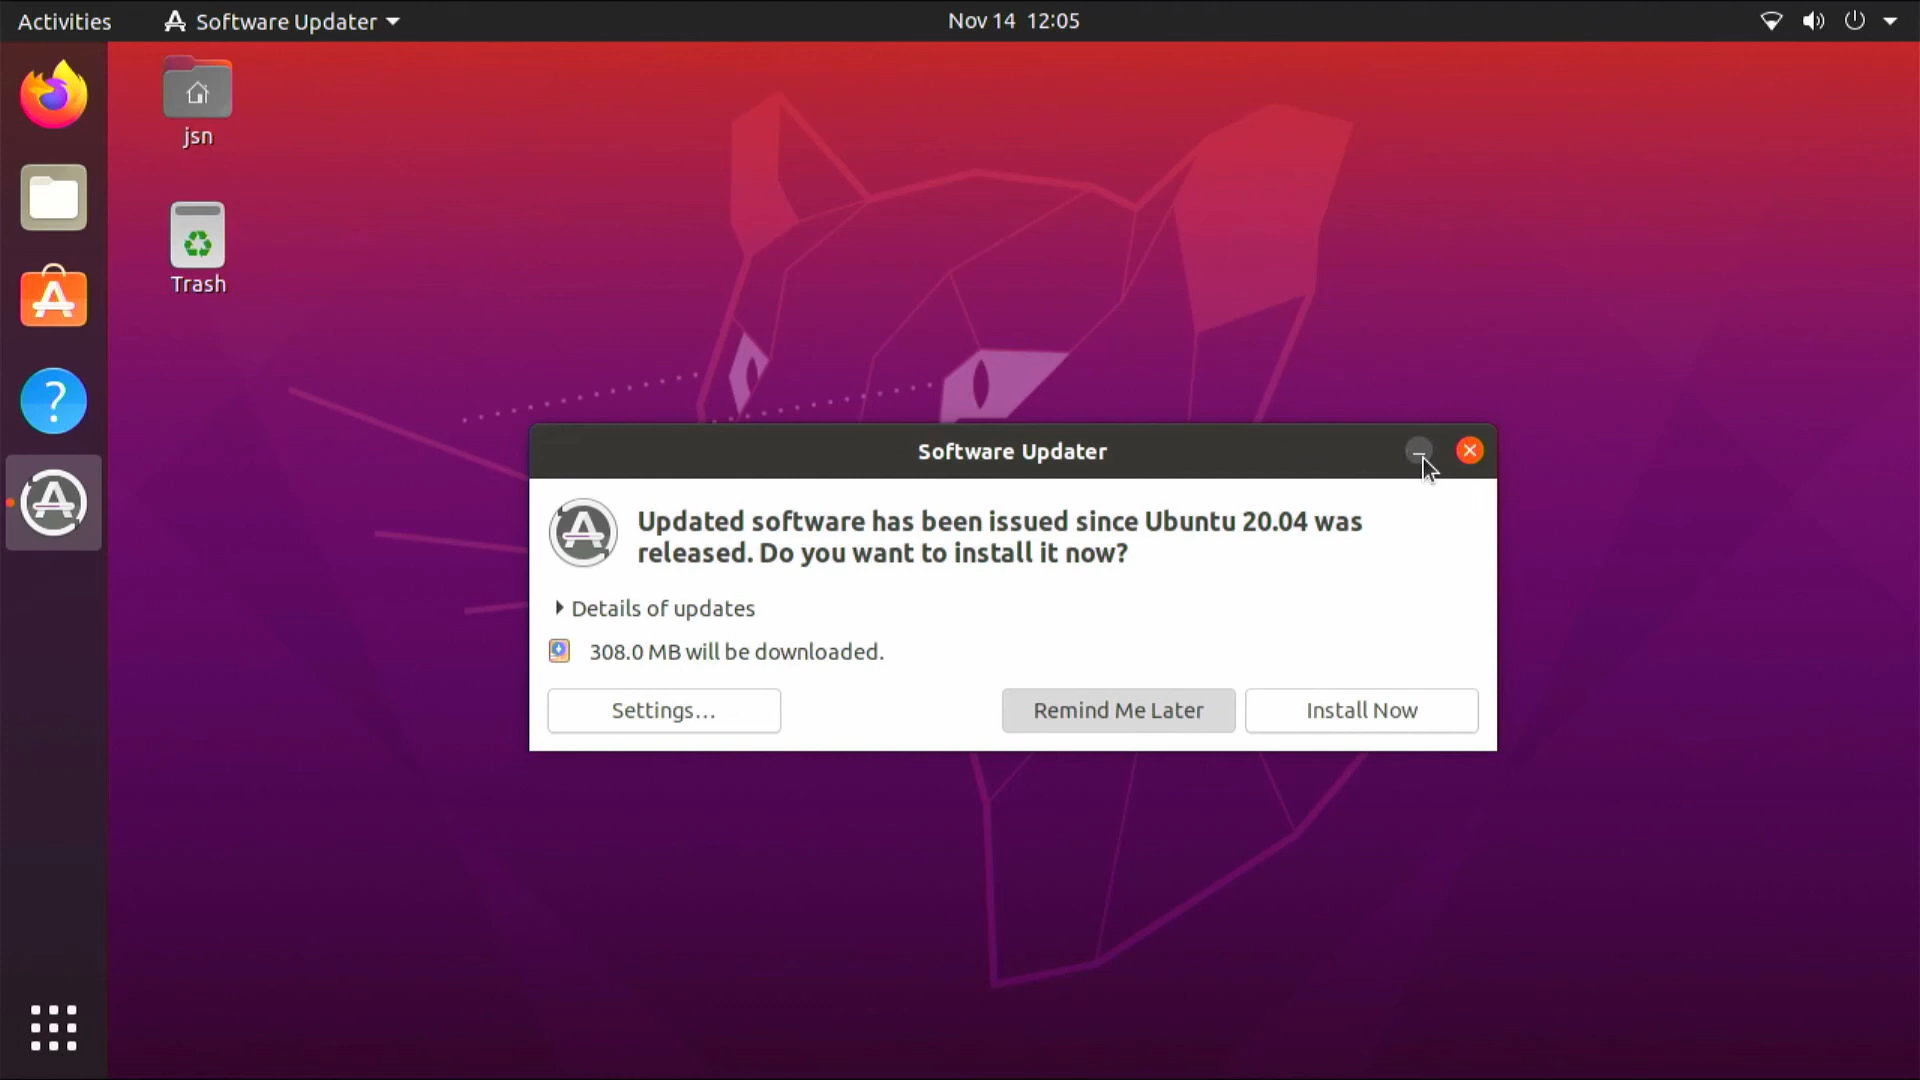 Activities
Software Updater
Nov 14 12:05
jsn
Trash
Software Updater
Updated software has been issued since Ubuntu 20.04 was
released. Do you want to install it now?
Details of updates
308.0 MB will be downloaded.
Settings…
Remind Me Later
Install Now